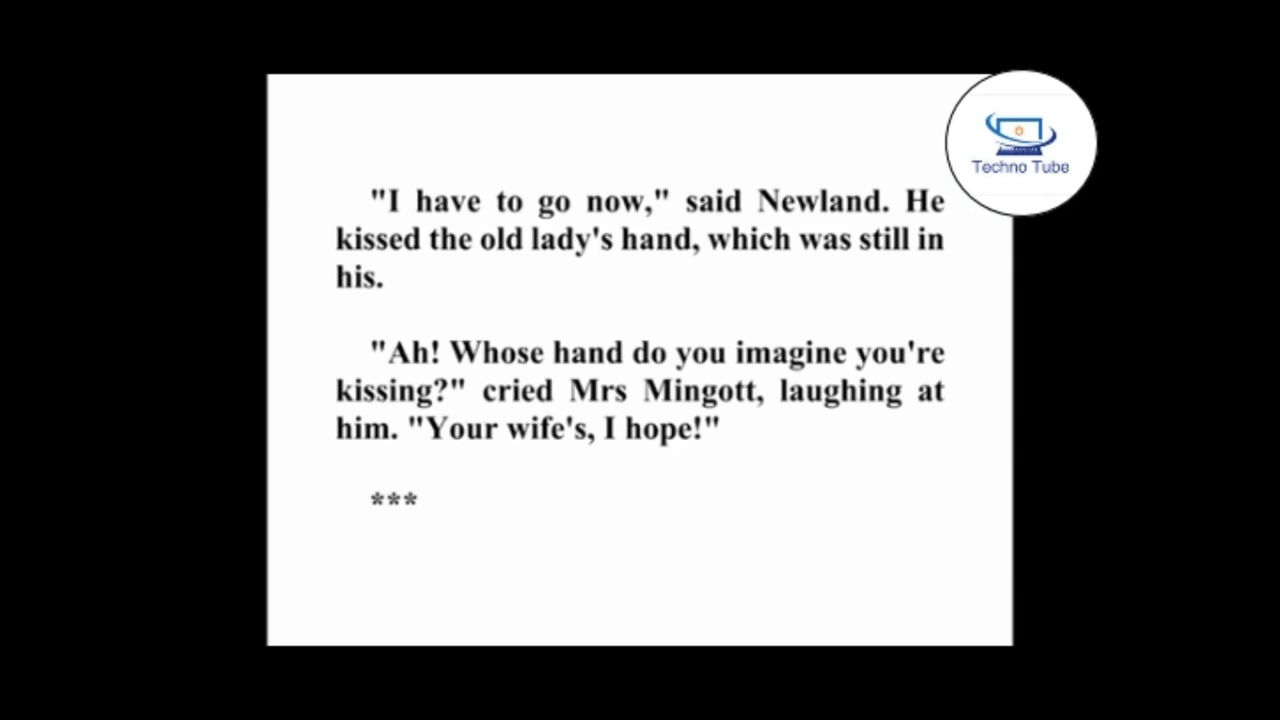 Techno Tube
"I have to go now," said Newland. He
kissed the old lady's hand, which was still in
his.
"Ah! Whose hand do you imagine you're
kissing?" cried Mrs Mingott, laughing at
him. "Your wife's, I hope!"
***